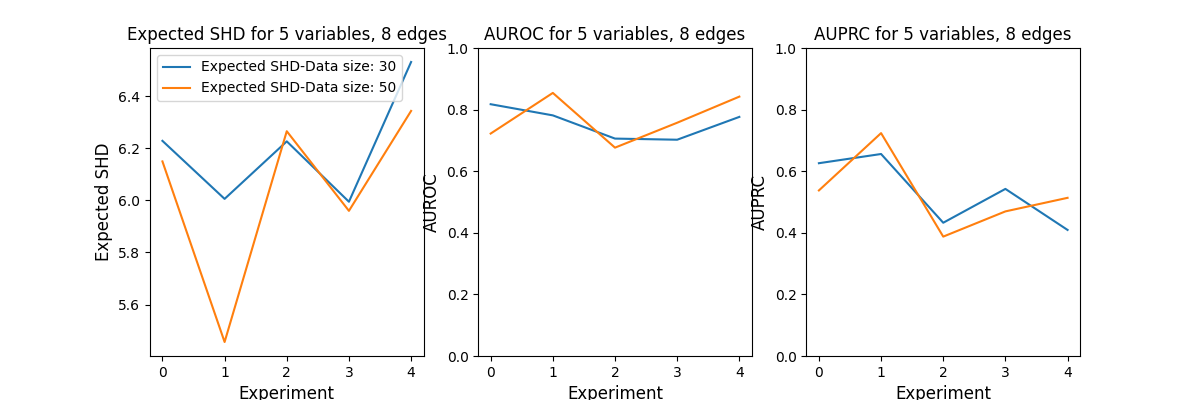 Expected SHD for 5 variables, 8 edges
Expected SHD-Data size: 30
Expected SHD-Data size: 50
Expected SHD
6.4
6.2
6.0
5.8
5.6
0 1 2 3 4
Experiment
AUROC for 5 variables, 8 edges
AUROC
1.0
0.8
0.6
0.4
0.2
0.0
0 1 2 3 4
Experiment
AUPRC for 5 variables, 8 edges
AUPRC
1.0
0.8
0.6
0.4
0.2
0.0
0 1 2 3 4
Experiment